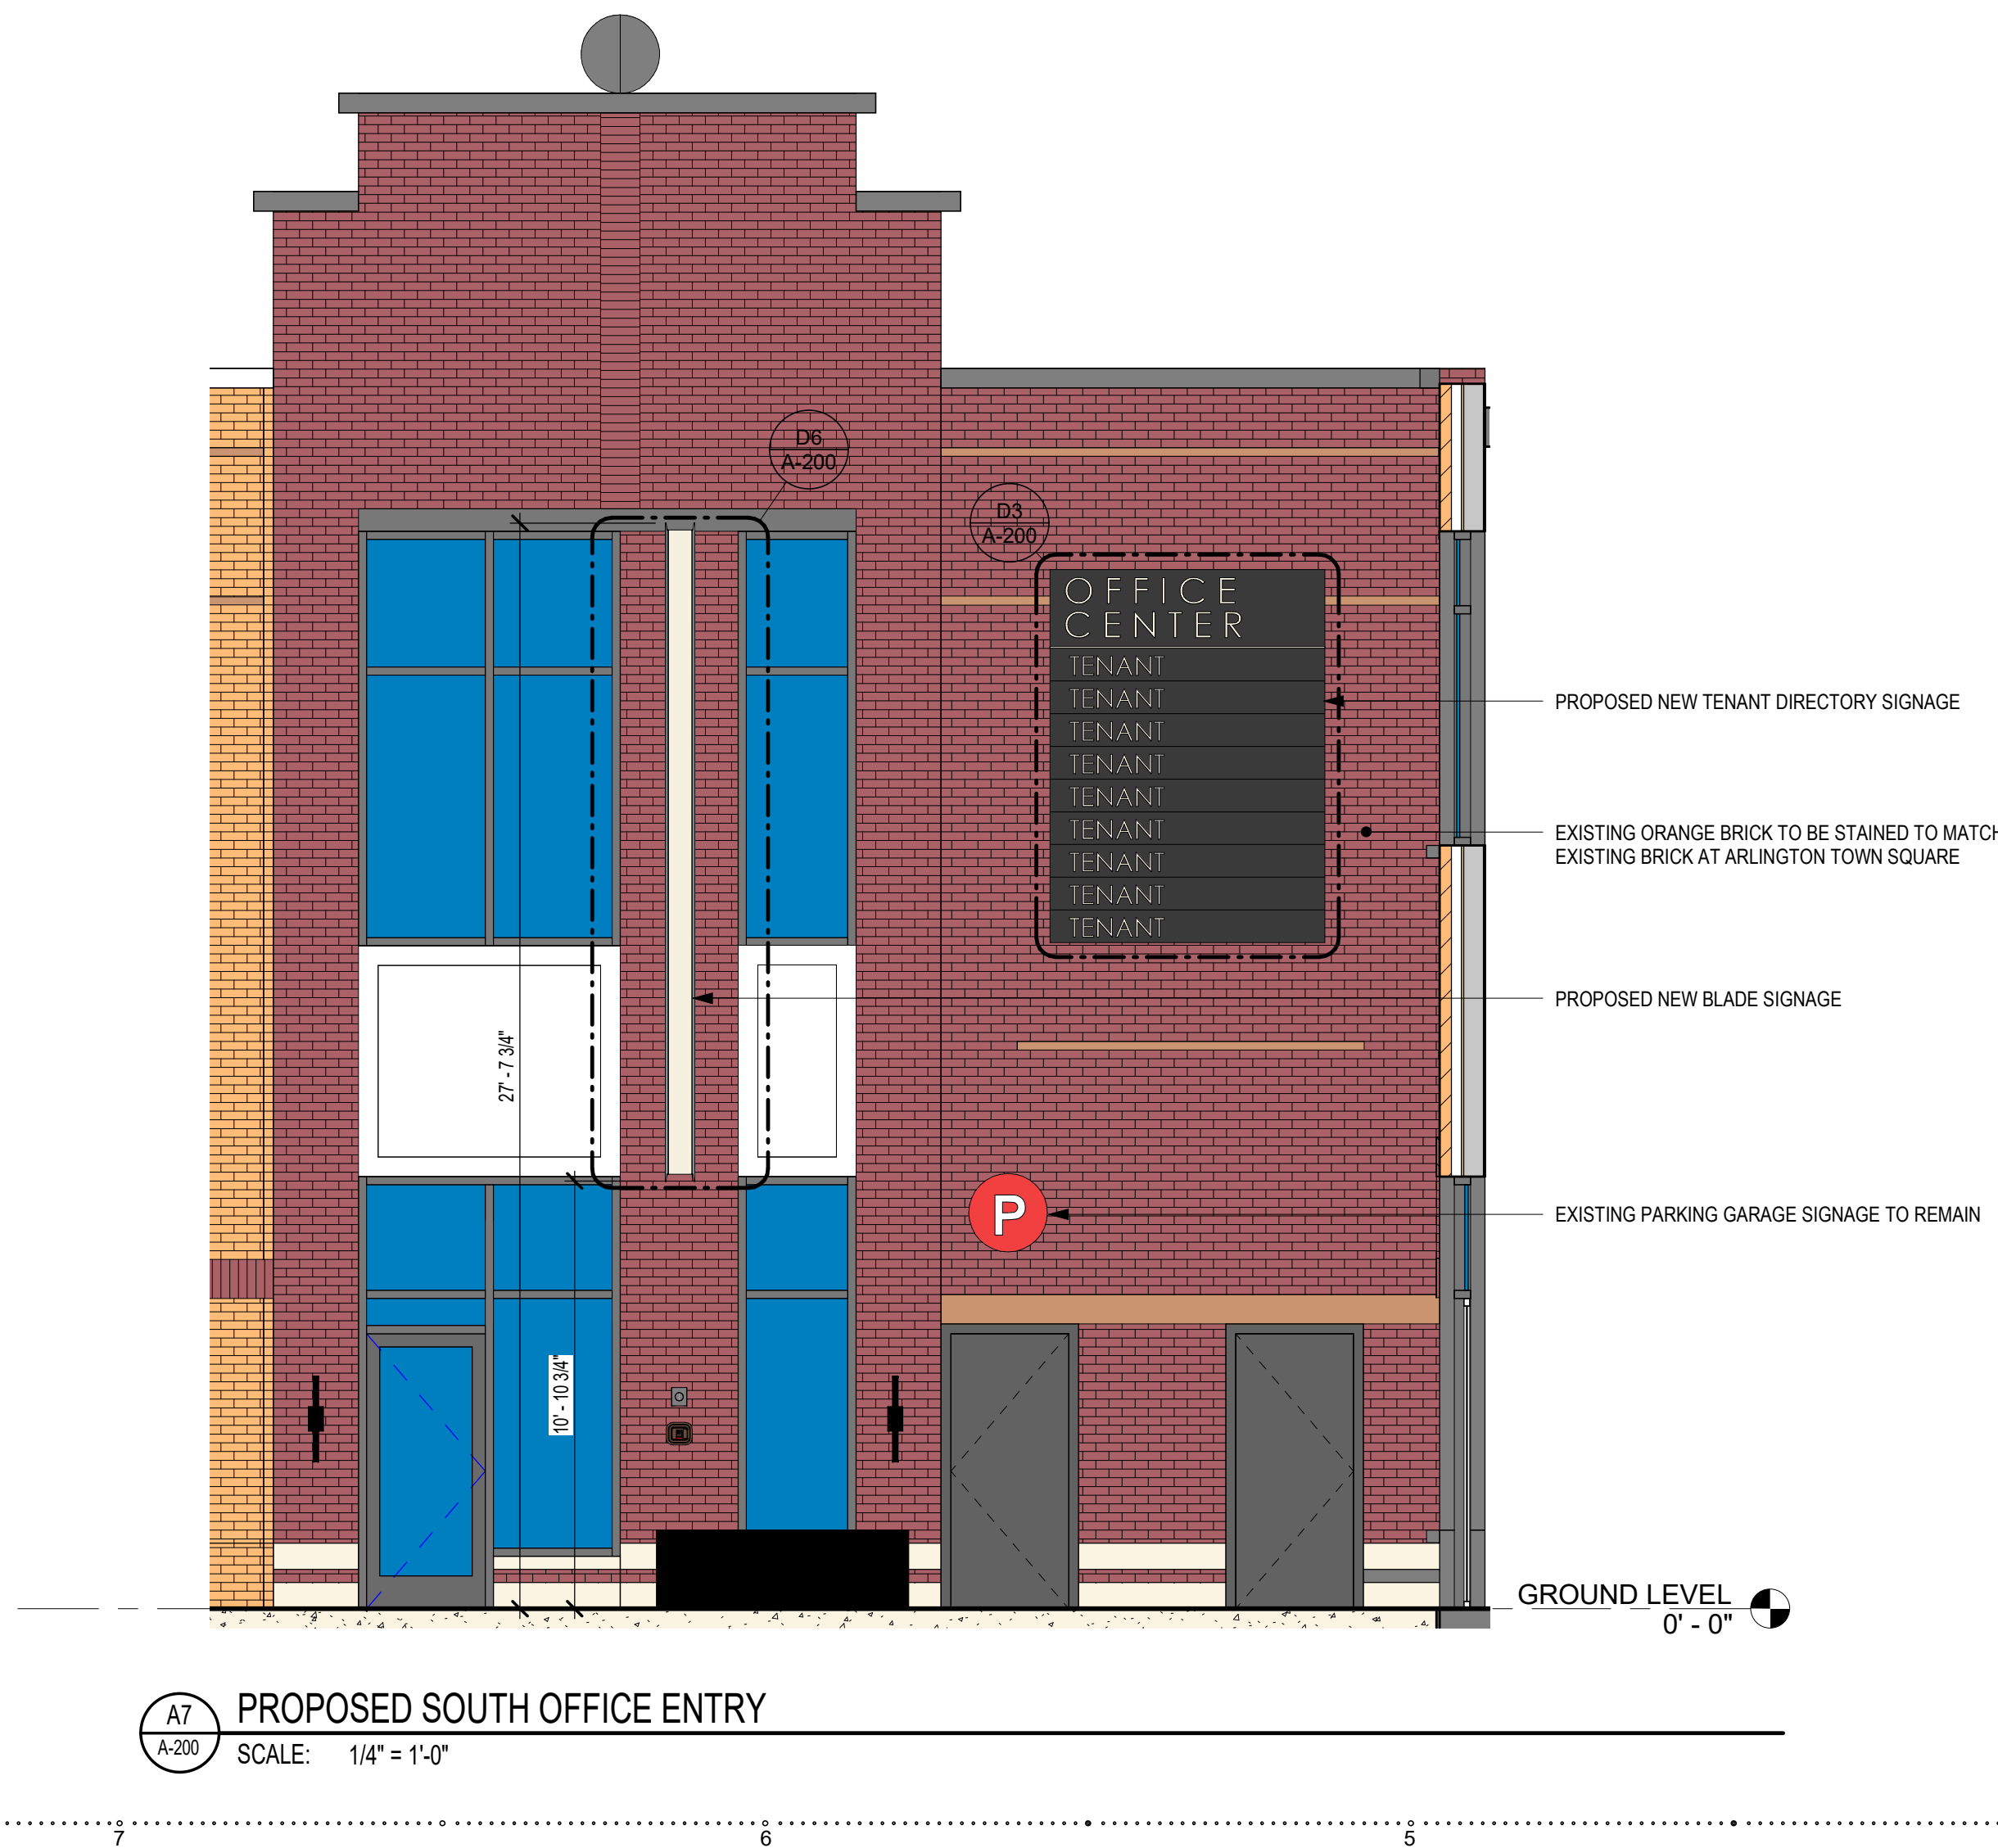 D6
A-200
D3
A-200
OFFICE
CENTER
TENANT
TENANT
TENANT
TENANT
TENANT
TENANT
TENANT
TENANT
TENANT
PROPOSED NEW TENANT DIRECTORY SIGNAGE
EXISTING ORANGE BRICK TO BE STAINED TO MATCH
EXISTING BRICK AT ARLINGTON TOWN SQUARE
PROPOSED NEW BLADE SIGNAGE
27' - 7 3/4"
P
EXISTING PARKING GARAGE SIGNAGE TO REMAIN
10' - 10 3/4"
GROUND LEVEL
0' - 0"
A7
A-200
PROPOSED SOUTH OFFICE ENTRY
SCALE: 1/4" = 1'-0"
7 6 5